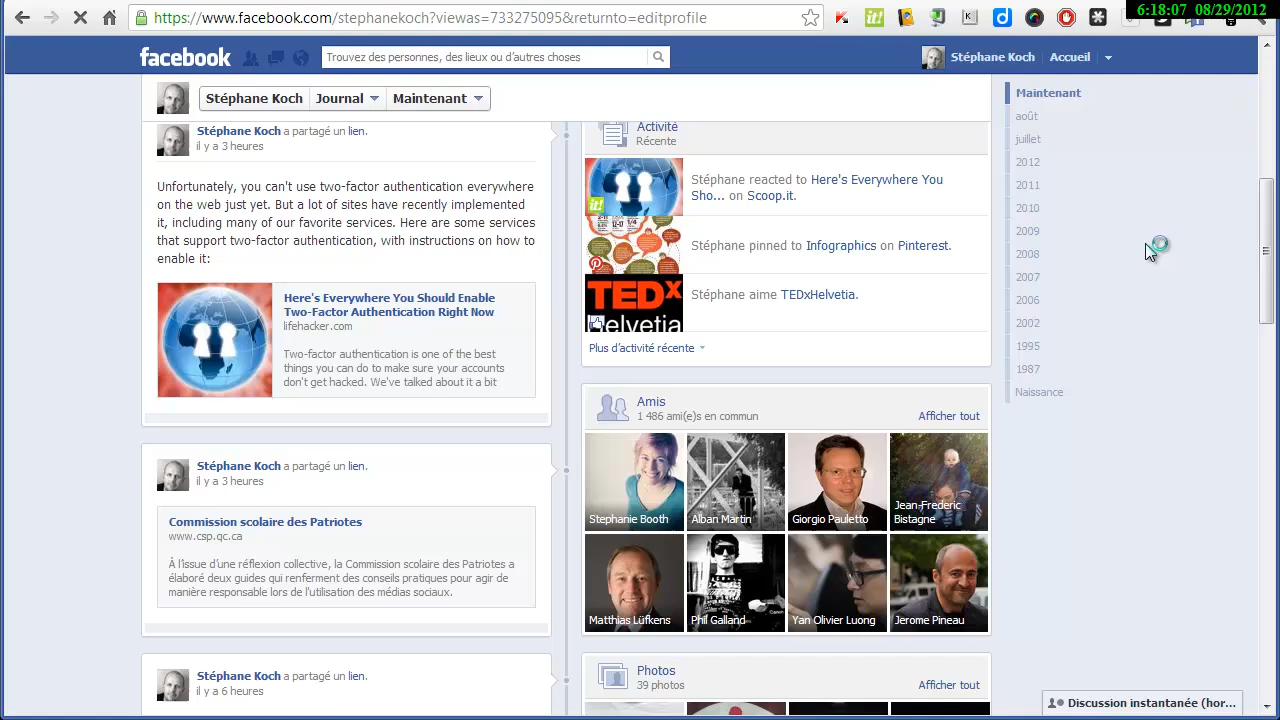 6:18:07 08/29/2012
https://www.facebook.com/stephanekoch?viewas=733275095&returnto=editprofile
facebook
Trouvez des personnes, des lieux ou d'autres choses
Stéphane Koch
Accueil
Stéphane Koch
Journal
Maintenant
Stéphane Koch a partagé un lien.
il y a 3 heures
Unfortunately, you can't use two-factor authentication everywhere
on the web just yet. But a lot of sites have recently implemented
it, including many of our favorite services. Here are some services
that support two-factor authentication, with instructions on how to
enable it:
Here's Everywhere You Should Enable
Two-Factor Authentication Right Now
lifehacker.com
Two-factor authentication is one of the best
things you can do to make sure your accounts
don't get hacked. We've talked about it a bit
Stéphane Koch a partagé un lien.
il y a 3 heures
Commission scolaire des Patriotes
www.csp.qc.ca
À l'issue d'une réflexion collective, la Commission scolaire des Patriotes a
élaboré deux guides qui renferment des conseils pratiques pour agir de
manière responsable lors de l'utilisation des médias sociaux.
Stéphane Koch a partagé un lien.
il y a 6 heures
Activité
Récente
it!
Stéphane reacted to Here's Everywhere You
Sho... on Scoop.it.
Stéphane pinned to Infographics on Pinterest.
TEDx
Helvetia
Stéphane aime TEDxHelvetia.
Plus d'activité récente
Amis
1 486 ami(e)s en commun
Afficher tout
Stephanie Booth
Alban Martin
Giorgio Pauletto
Jean-Frederic
Bistagne
Matthias Lüfkens
Phil Galland
Yan Olivier Luong
Jerome Pineau
Photos
39 photos
Afficher tout
Maintenant
août
juillet
2012
2011
2010
2009
2008
2007
2006
2002
1995
1987
Naissance
Discussion instantanée (hor...